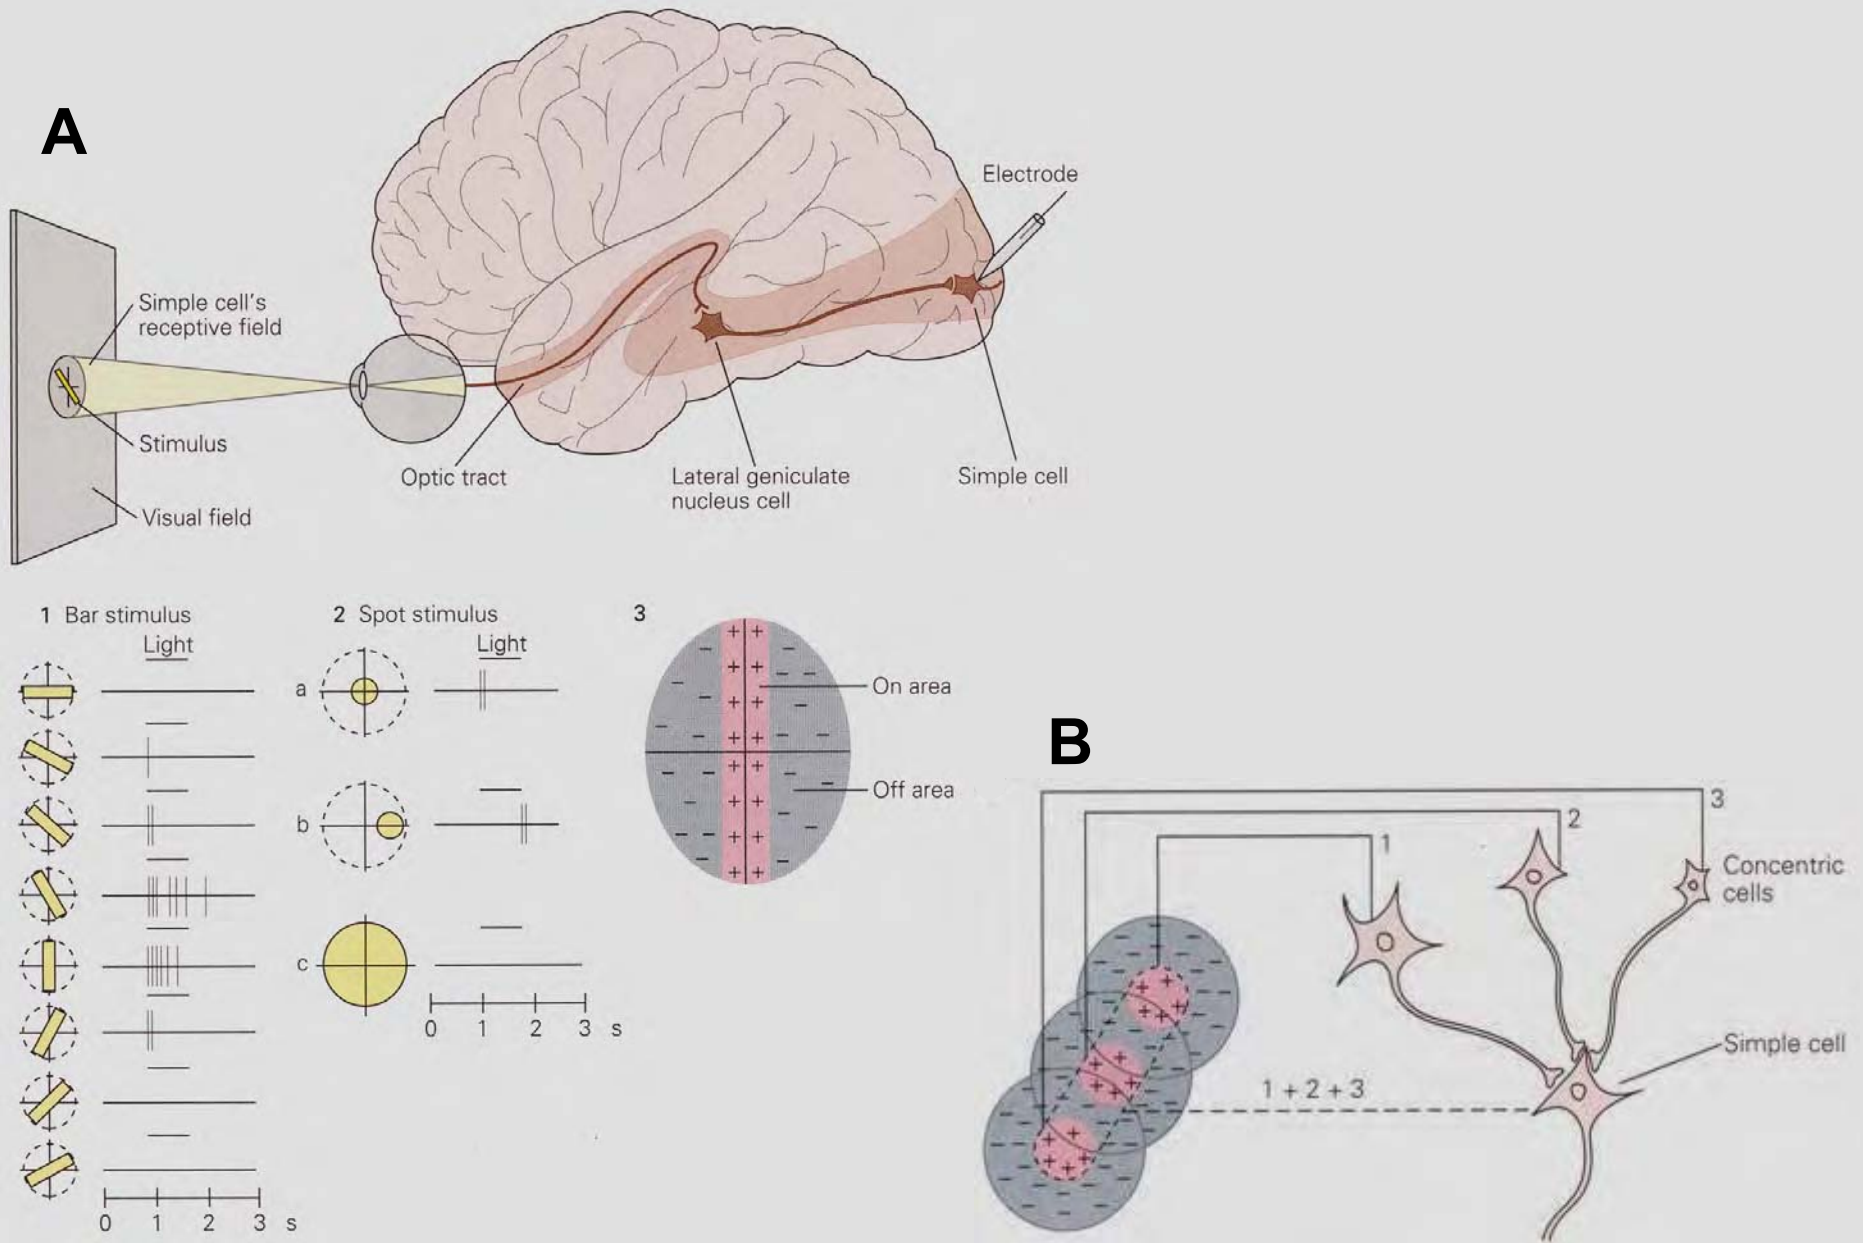 A
Electrode
Simple cell's
receptive field
Stimulus
Optic tract
Lateral geniculate
nucleus cell
Simple cell
Visual field
1 Bar stimulus
Light
0 1 2 3 s
2 Spot stimulus
Light
a
b
c
0 1 2 3 s
3
On area
Off area
B
3
2
1
Concentric
cells
Simple cell
1 + 2 + 3